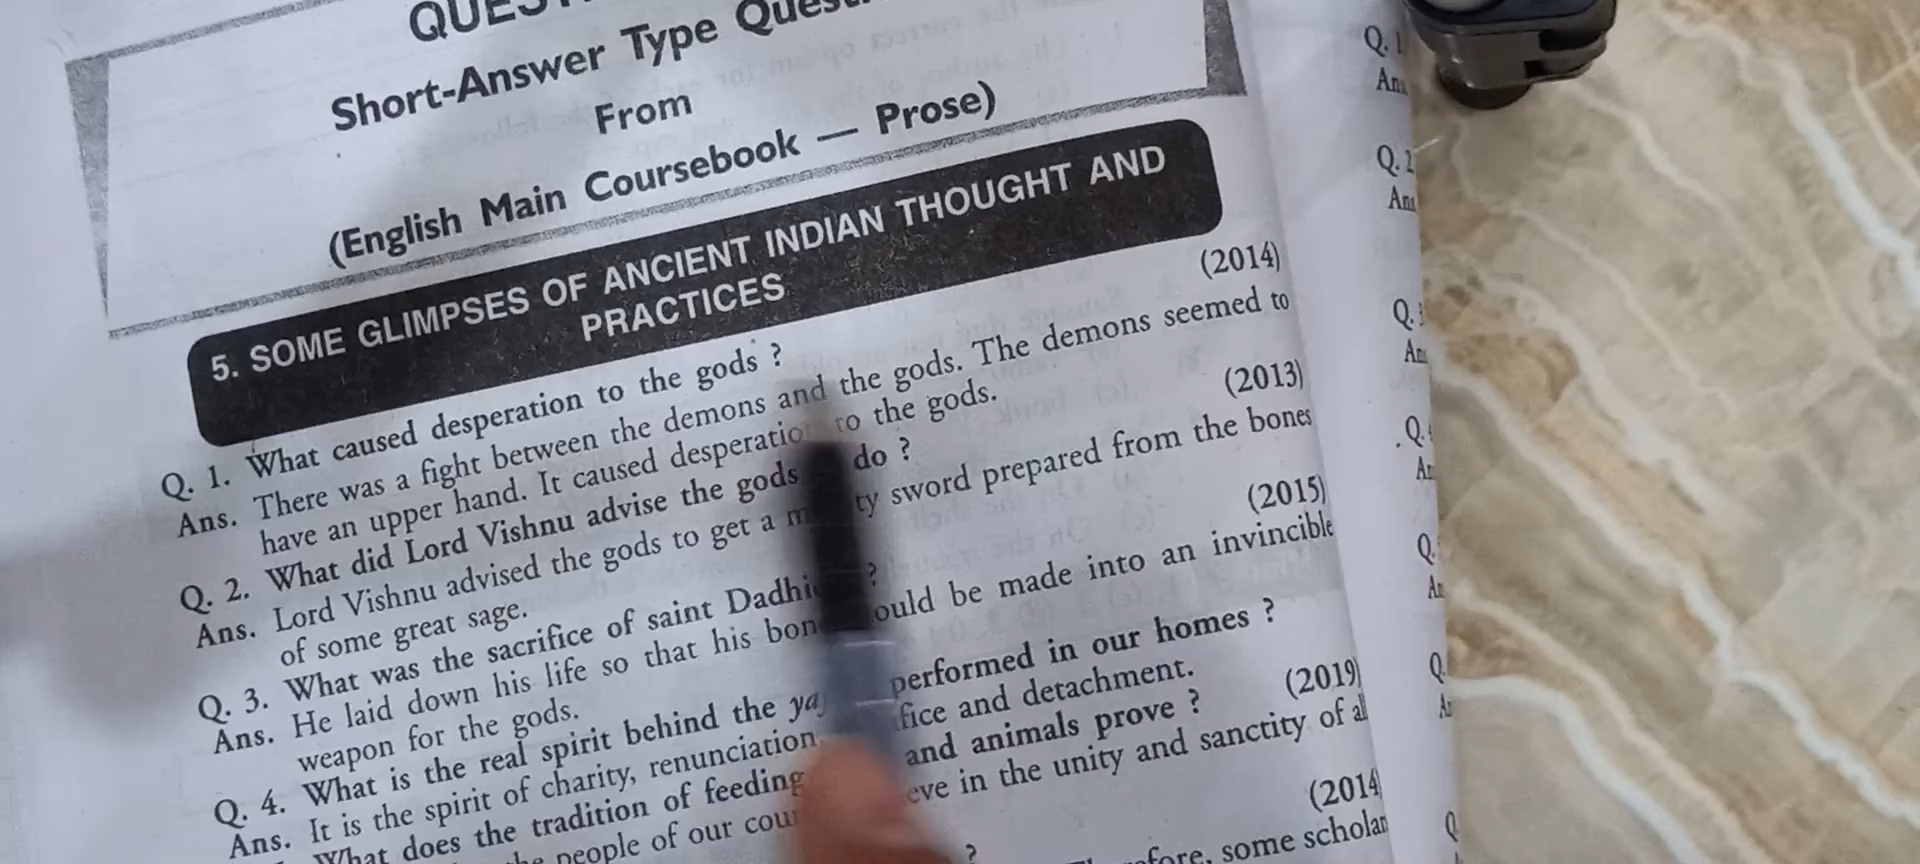 Short-Answer Type
From
(English Main Coursebook — Prose)
5. SOME GLIMPSES OF ANCIENT INDIAN THOUGHT AND
PRACTICES
(2014)
Q. 1. What caused desperation to the gods ?
Ans. There was a fight between the demons and the gods. The demons seemed to
have an upper hand. It caused desperation to the gods.
(2013)
Q. 2. What did Lord Vishnu advise the gods do ?
Ans. Lord Vishnu advised the gods to get a sword prepared from the bones
of some great sage.
(2015)
Q. 3. What was the sacrifice of saint ?
Ans. He laid down his life so that his be made into an invincible
weapon for the gods.
Q. 4. What is the real spirit behind the performed in our homes ?
Ans. It is the spirit of charity, renunciation, and detachment.
What does the tradition of feeding and animals prove ?
(2019)
people of our in the unity and sanctity of
(2014
? some
Q. 1
Q. 2